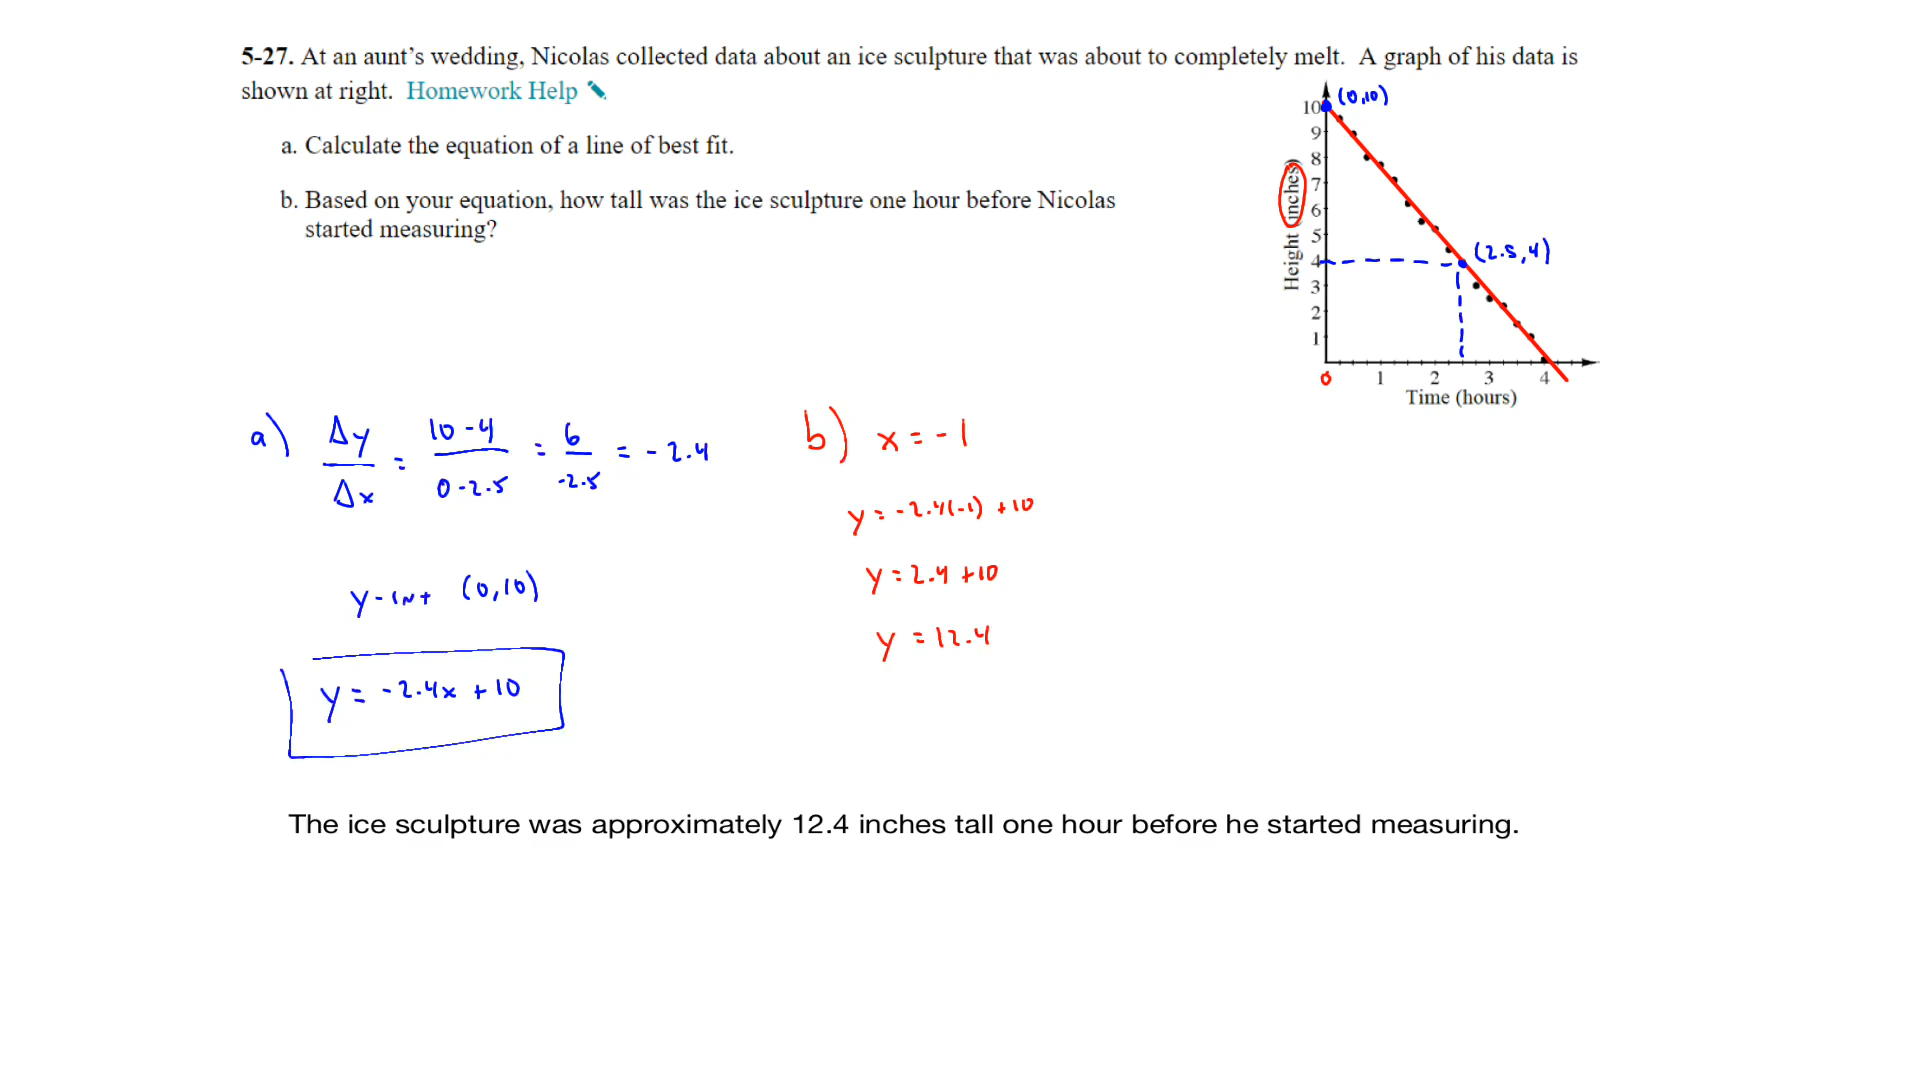 5-27. At an aunt's wedding, Nicolas collected data about an ice sculpture that was about to completely melt. A graph of his data is
shown at right. Homework Help
a. Calculate the equation of a line of best fit.
b. Based on your equation, how tall was the ice sculpture one hour before Nicolas
started measuring?
(0,10)
10
9
8
7
6
5
4
3
2
1
Height (inches)
(2.5,4)
0 1 2 3 4
Time (hours)
a) Δy/Δx = 10-4/0-2.5 = 6/-2.5 = -2.4
y-int (0,10)
y = -2.4x +10
b) x = -1
y = -2.4(-1) +10
y = 2.4 +10
y = 12.4
The ice sculpture was approximately 12.4 inches tall one hour before he started measuring.